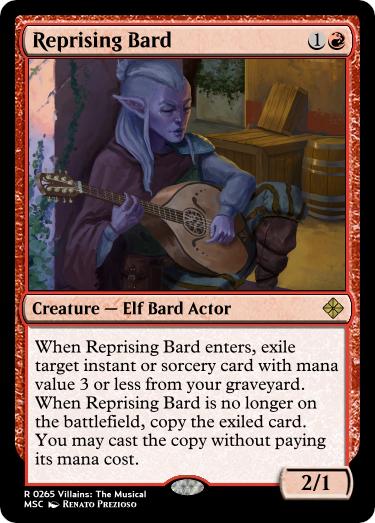 Reprising Bard 1
Creature — Elf Bard Actor
When Reprising Bard enters, exile
target instant or sorcery card with mana
value 3 or less from your graveyard.
When Reprising Bard is no longer on
the battlefield, copy the exiled card.
You may cast the copy without paying
its mana cost.
2/1
R 0265 Villains: The Musical
MSC Renato Prezioso